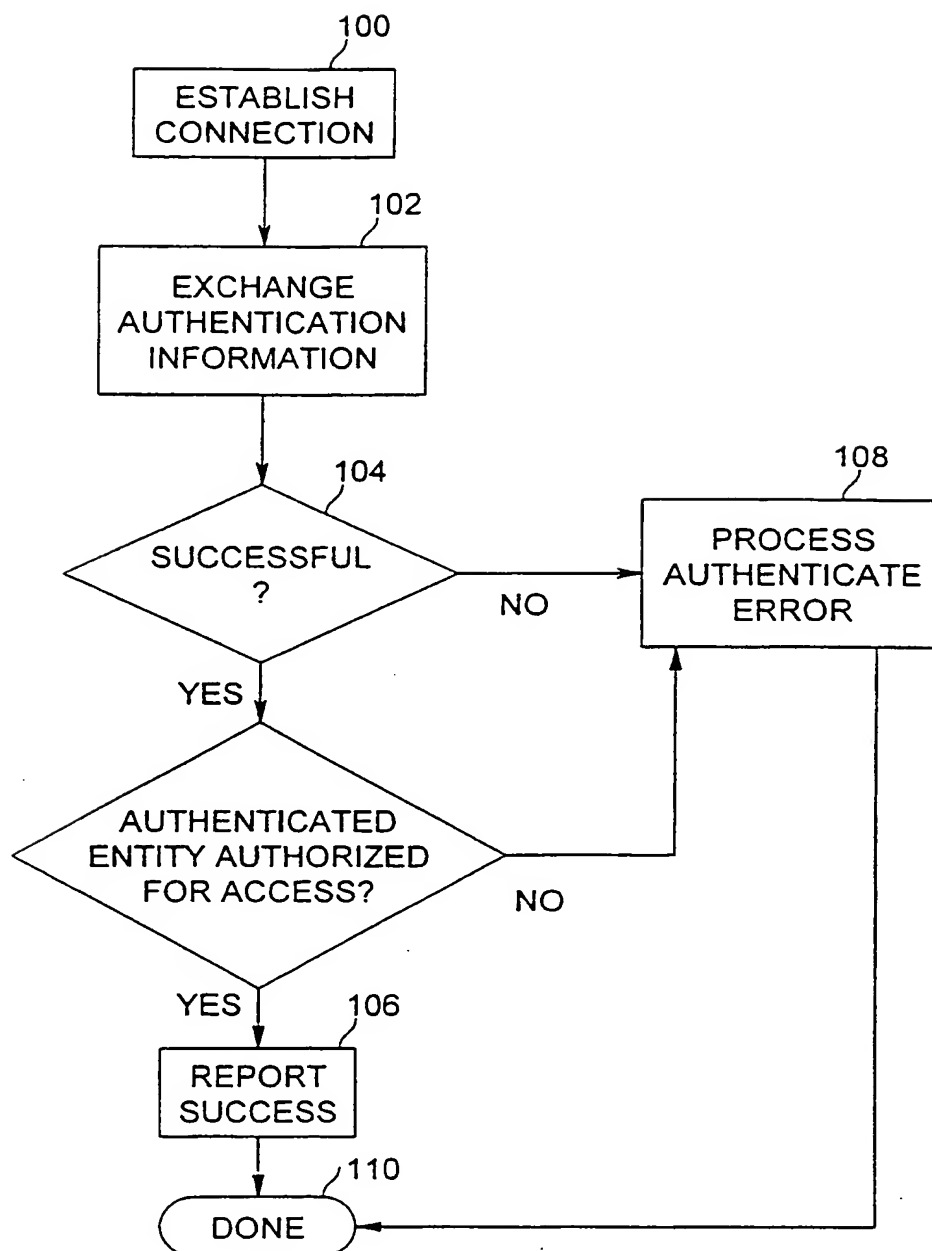 100
ESTABLISH
CONNECTION
102
EXCHANGE
AUTHENTICATION
INFORMATION
104
SUCCESSFUL
?
NO
108
PROCESS
AUTHENTICATE
ERROR
YES
AUTHENTICATED
ENTITY AUTHORIZED
FOR ACCESS?
NO
YES
106
REPORT
SUCCESS
110
DONE